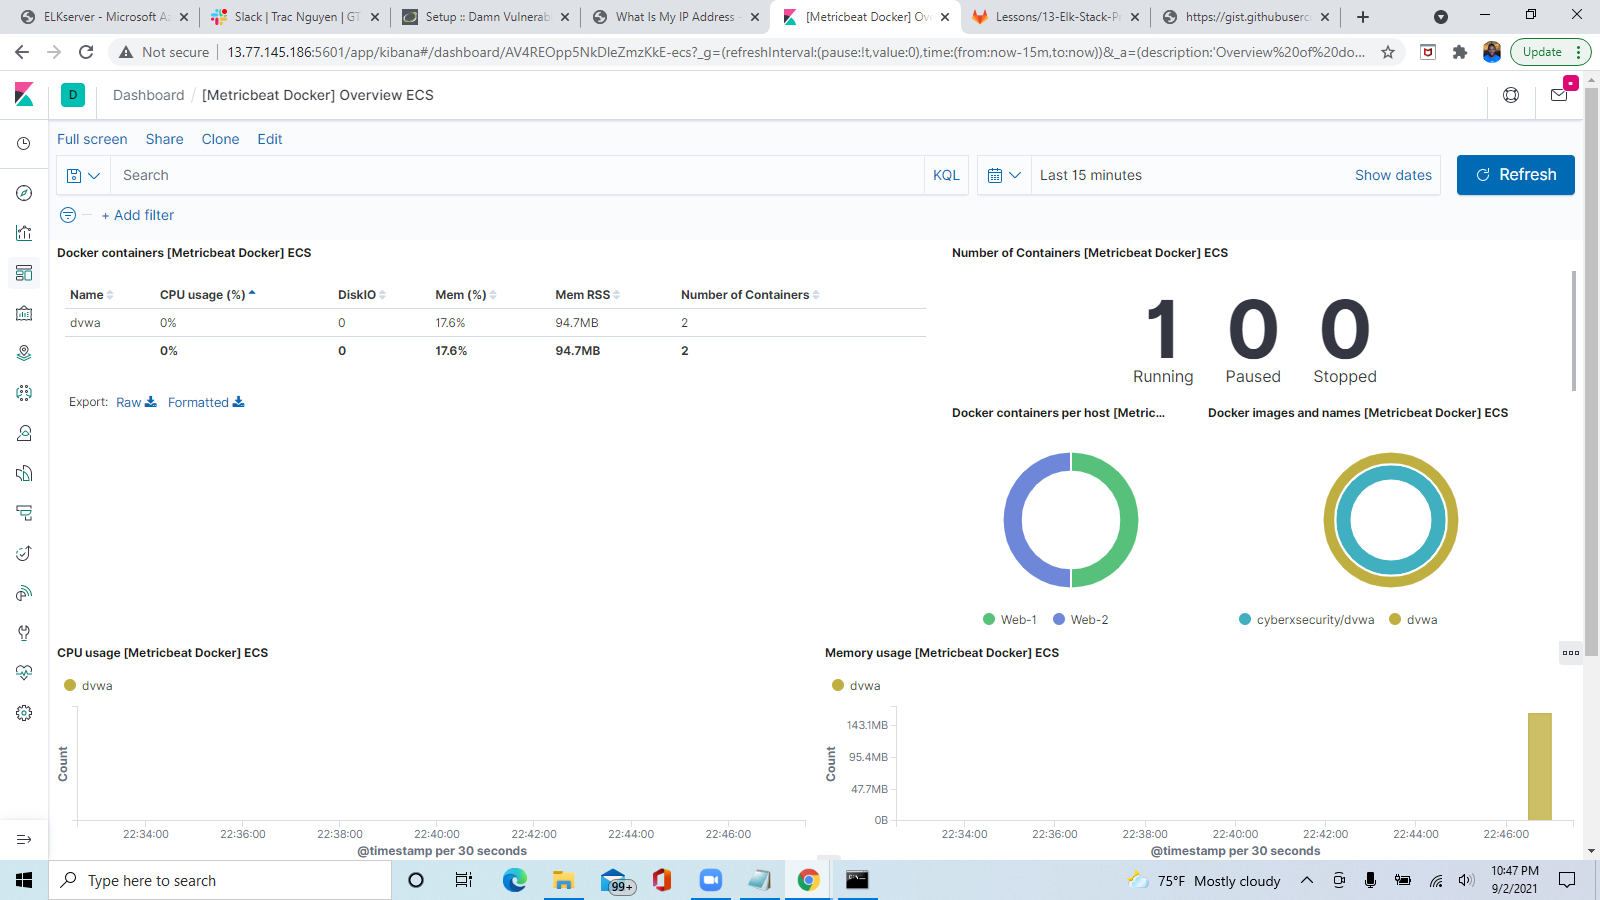 ELKserver - Microsoft Az
Slack | Trac Nguyen | GT
Setup :: Damn Vulnerab
What Is My IP Address -
[Metricbeat Docker] Ov
Lessons/13-Elk-Stack-Pr
https://gist.githubuserc
Not secure | 13.77.145.186:5601/app/kibana#/dashboard/AV4REOpp5NkDleZmzKkE-ecs?_g=(refreshInterval:(pause:!t,value:0),time:(from:now-15m,to:now))&_a=(description:'Overview%20of%20do...
Update
D Dashboard / [Metricbeat Docker] Overview ECS
Full screen Share Clone Edit
Search KQL Last 15 minutes Show dates Refresh
+ Add filter
Docker containers [Metricbeat Docker] ECS
Name CPU usage (%) DiskIO Mem (%) Mem RSS Number of Containers
dvwa 0% 0 17.6% 94.7MB 2
0% 0 17.6% 94.7MB 2
Export: Raw Formatted
Number of Containers [Metricbeat Docker] ECS
1 0 0
Running Paused Stopped
Docker containers per host [Metric...
Web-1 Web-2
Docker images and names [Metricbeat Docker] ECS
cyberxsecurity/dvwa dvwa
CPU usage [Metricbeat Docker] ECS
dvwa
Count
22:34:00 22:36:00 22:38:00 22:40:00 22:42:00 22:44:00 22:46:00
@timestamp per 30 seconds
Memory usage [Metricbeat Docker] ECS
dvwa
Count
143.1MB
95.4MB
47.7MB
0B
22:34:00 22:36:00 22:38:00 22:40:00 22:42:00 22:44:00 22:46:00
@timestamp per 30 seconds
Type here to search
99+
75°F Mostly cloudy
10:47 PM
9/2/2021